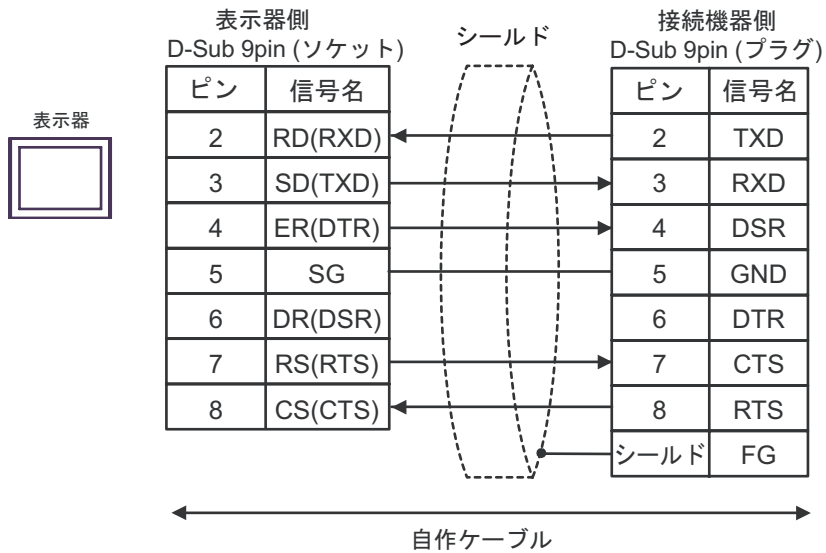 表示器側
D-Sub 9pin (ソケット)
シールド
接続機器側
D-Sub 9pin (プラグ)
表示器
ピン 信号名 ピン 信号名
2 RD(RXD) 2 TXD
3 SD(TXD) 3 RXD
4 ER(DTR) 4 DSR
5 SG 5 GND
6 DR(DSR) 6 DTR
7 RS(RTS) 7 CTS
8 CS(CTS) 8 RTS
シールド FG
自作ケーブル